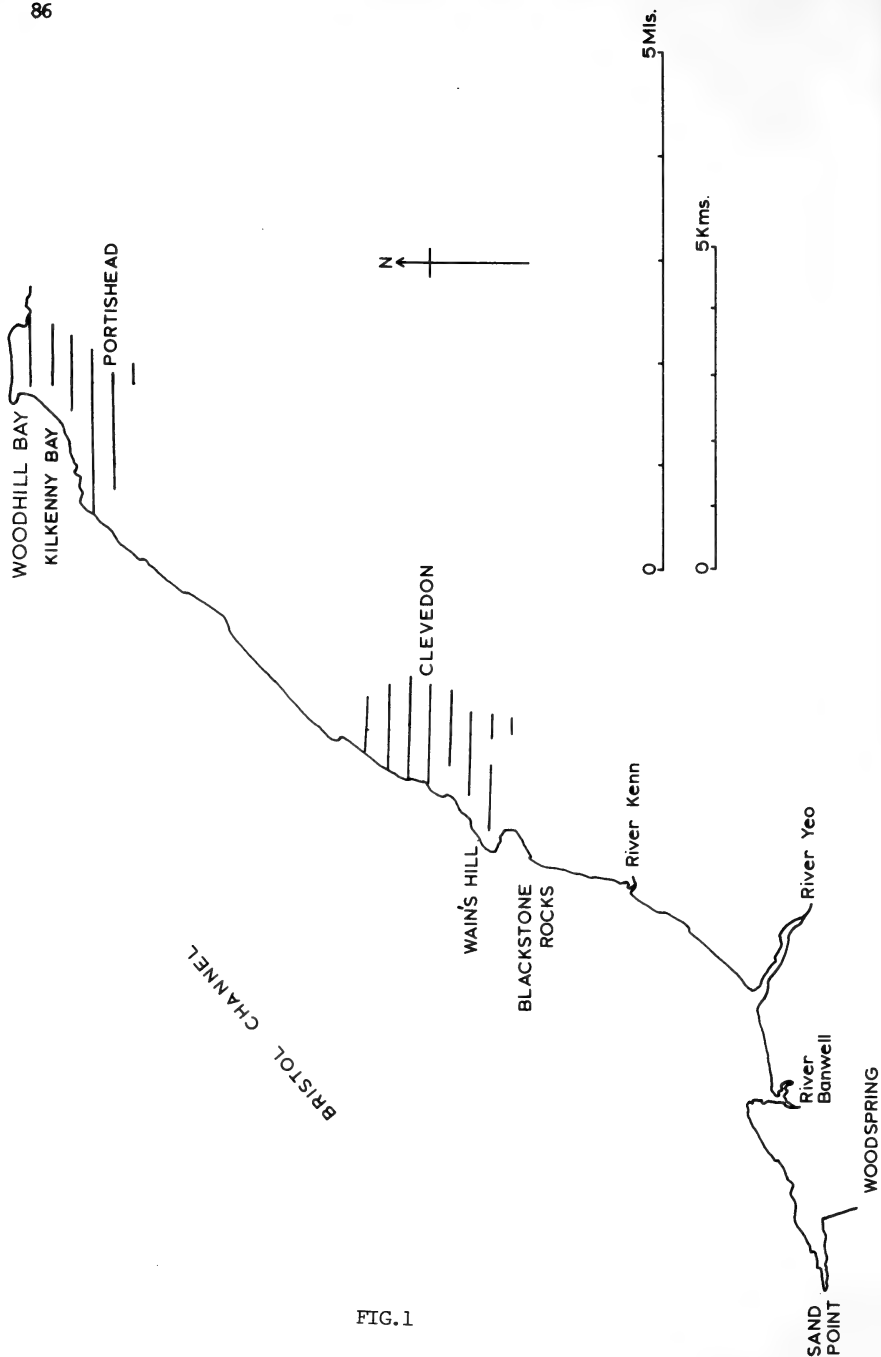 86
WOODHILL BAY
KILKENNY BAY
PORTISHEAD
N
BRISTOL CHANNEL
CLEVEDON
WAIN'S HILL
BLACKSTONE
ROCKS
River Kenn
River Yeo
River
Banwell
WOODSPRING
SAND
POINT
0
5Mls.
0
5Kms.
FIG.1